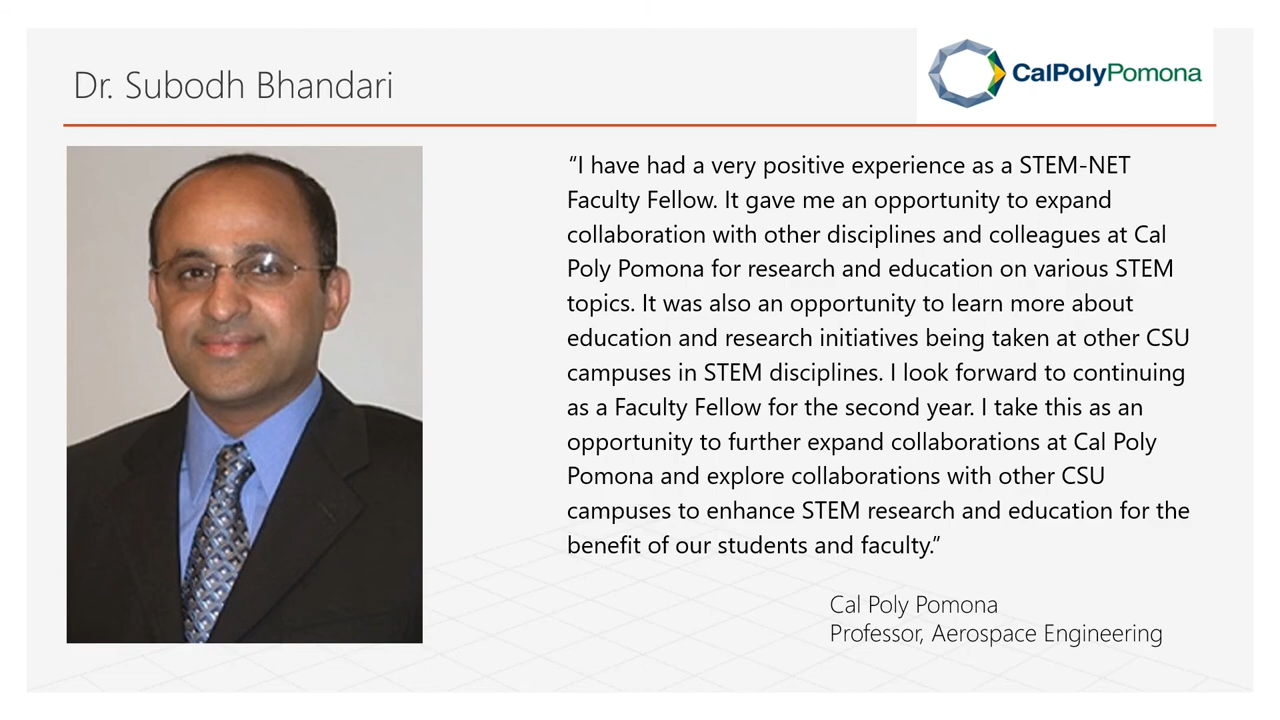 Dr. Subodh Bhandari
CalPolyPomona
“I have had a very positive experience as a STEM-NET
Faculty Fellow. It gave me an opportunity to expand
collaboration with other disciplines and colleagues at Cal
Poly Pomona for research and education on various STEM
topics. It was also an opportunity to learn more about
education and research initiatives being taken at other CSU
campuses in STEM disciplines. I look forward to continuing
as a Faculty Fellow for the second year. I take this as an
opportunity to further expand collaborations at Cal Poly
Pomona and explore collaborations with other CSU
campuses to enhance STEM research and education for the
benefit of our students and faculty.”
Cal Poly Pomona
Professor, Aerospace Engineering